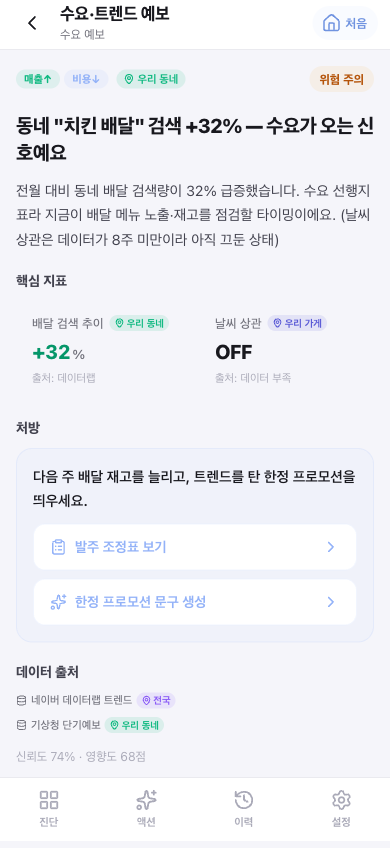 수요·트렌드 예보
수요 예보
처음
매출↑ 비용↓ 우리 동네 위험 주의
동네 "치킨 배달" 검색 +32% — 수요가 오는 신
호예요
전월 대비 동네 배달 검색량이 32% 급증했습니다. 수요 선행지
표라 지금이 배달 메뉴 노출·재고를 점검할 타이밍이에요. (날씨
상관은 데이터가 8주 미만이라 아직 끄둔 상태)
핵심 지표
배달 검색 추이 우리 동네
+32%
출처: 데이터랩
날씨 상관 우리 가게
OFF
출처: 데이터 부족
처방
다음 주 배달 재고를 늘리고, 트렌드를 탄 한정 프로모션을
띄우세요.
발주 조정표 보기
한정 프로모션 문구 생성
데이터 출처
네이버 데이터랩 트렌드 전국
기상청 단기예보 우리 동네
신뢰도 74% · 영향도 68점
진단 액션 이력 설정